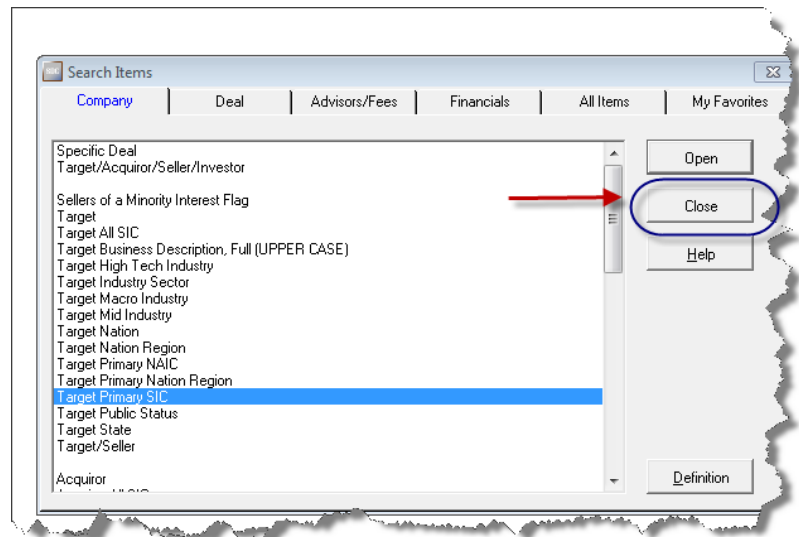 Search Items
Company Deal Advisors/Fees Financials All Items My Favorites
Specific Deal
Target/Acquiror/Seller/Investor
Sellers of a Minority Interest Flag
Target
Target All SIC
Target Business Description, Full (UPPER CASE)
Target High Tech Industry
Target Industry Sector
Target Macro Industry
Target Mid Industry
Target Nation
Target Nation Region
Target Primary NAIC
Target Primary Nation Region
Target Primary SIC
Target Public Status
Target State
Target/Seller
Acquiror
Open
Close
Help
Definition